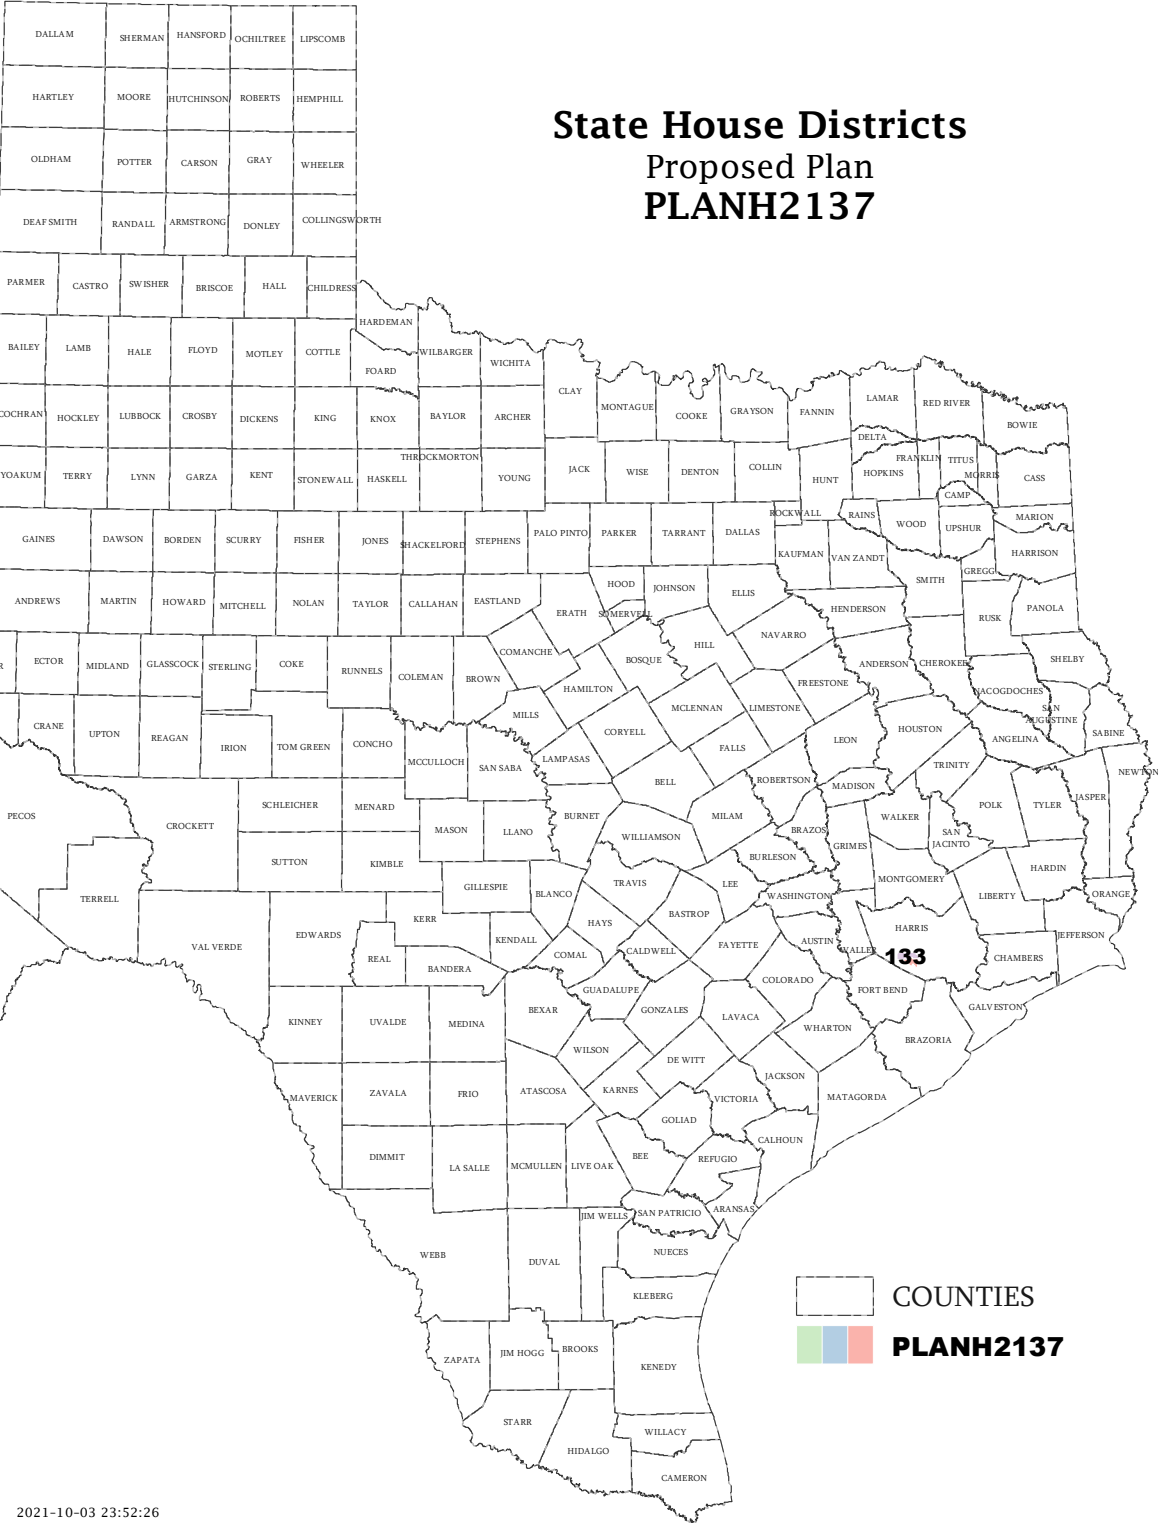 State House Districts
Proposed Plan
PLANH2137
DALLAM
SHERMAN
HANSFORD
OCHILTREE
LIPSCOMB
HARTLEY
MOORE
HUTCHINSON
ROBERTS
HEMPHILL
OLDHAM
POTTER
CARSON
GRAY
WHEELER
DEAF SMITH
RANDALL
ARMSTRONG
DONLEY
COLLINGSWORTH
PARMER
CASTRO
SWISHER
BRISCOE
HALL
CHILDRESS
HARDEMAN
BAILEY
LAMB
HALE
FLOYD
MOTLEY
COTTLE
FOARD
WILBARGER
WICHITA
CLAY
COCHRAN
HOCKLEY
LUBBOCK
CROSBY
DICKENS
KING
KNOX
BAYLOR
ARCHER
MONTAGUE
COOKE
GRAYSON
FANNIN
LAMAR
RED RIVER
BOWIE
DELTA
YOAKUM
TERRY
LYNN
GARZA
KENT
STONEWALL
HASKELL
THROCKMORTON
YOUNG
JACK
WISE
DENTON
COLLIN
HUNT
HOPKINS
FRANKLIN
TITUS
MORRIS
CASS
CAMP
GAINES
DAWSON
BORDEN
SCURRY
FISHER
JONES
SHACKELFORD
STEPHENS
PALO PINTO
PARKER
TARRANT
DALLAS
ROCKWALL
RAINS
WOOD
UPSHUR
MARION
KAUFMAN
VAN ZANDT
HARRISON
GREGG
SMITH
ANDREWS
MARTIN
HOWARD
MITCHELL
NOLAN
TAYLOR
CALLAHAN
EASTLAND
ERATH
HOOD
SOMERVELL
JOHNSON
ELLIS
HENDERSON
RUSK
PANOLA
NAVARRO
HILL
R
ECTOR
MIDLAND
GLASSCOCK
STERLING
COKE
RUNNELS
COLEMAN
BROWN
COMANCHE
BOSQUE
HAMILTON
FREESTONE
ANDERSON
CHEROKEE
SHELBY
NACOGDOCHES
SAN
AUGUSTINE
MILLS
MCLENNAN
LIMESTONE
CRANE
UPTON
REAGAN
IRION
TOM GREEN
CONCHO
MCCULLOCH
SAN SABA
LAMPASAS
CORYELL
FALLS
LEON
HOUSTON
ANGELINA
SABINE
TRINITY
NEWTON
BELL
ROBERTSON
MADISON
PECOS
CROCKETT
SCHLEICHER
MENARD
MASON
LLANO
BURNET
WILLIAMSON
MILAM
BRAZOS
GRIMES
WALKER
SAN
JACINTO
POLK
TYLER
JASPER
SUTTON
KIMBLE
BURLESON
MONTGOMERY
HARDIN
GILLESPIE
BLANCO
TRAVIS
LEE
WASHINGTON
LIBERTY
ORANGE
TERRELL
VAL VERDE
EDWARDS
KERR
KENDALL
HAYS
BASTROP
HARRIS
JEFFERSON
REAL
BANDERA
COMAL
CALDWELL
FAYETTE
AUSTIN
WALLER
133
CHAMBERS
GUADALUPE
COLORADO
FORT BEND
GALVESTON
KINNEY
UVALDE
MEDINA
BEXAR
GONZALES
LAVACA
WHARTON
BRAZORIA
WILSON
DE WITT
MAVERICK
ZAVALA
FRIO
ATASCOSA
KARNES
JACKSON
VICTORIA
MATAGORDA
GOLIAD
CALHOUN
DIMMIT
LA SALLE
MCMULLEN
LIVE OAK
BEE
REFUGIO
ARANSAS
JIM WELLS
SAN PATRICIO
WEBB
DUVAL
NUECES
KLEBERG
ZAPATA
JIM HOGG
BROOKS
KENEDY
STARR
HIDALGO
WILLACY
CAMERON
COUNTIES
PLANH2137
2021-10-03 23:52:26